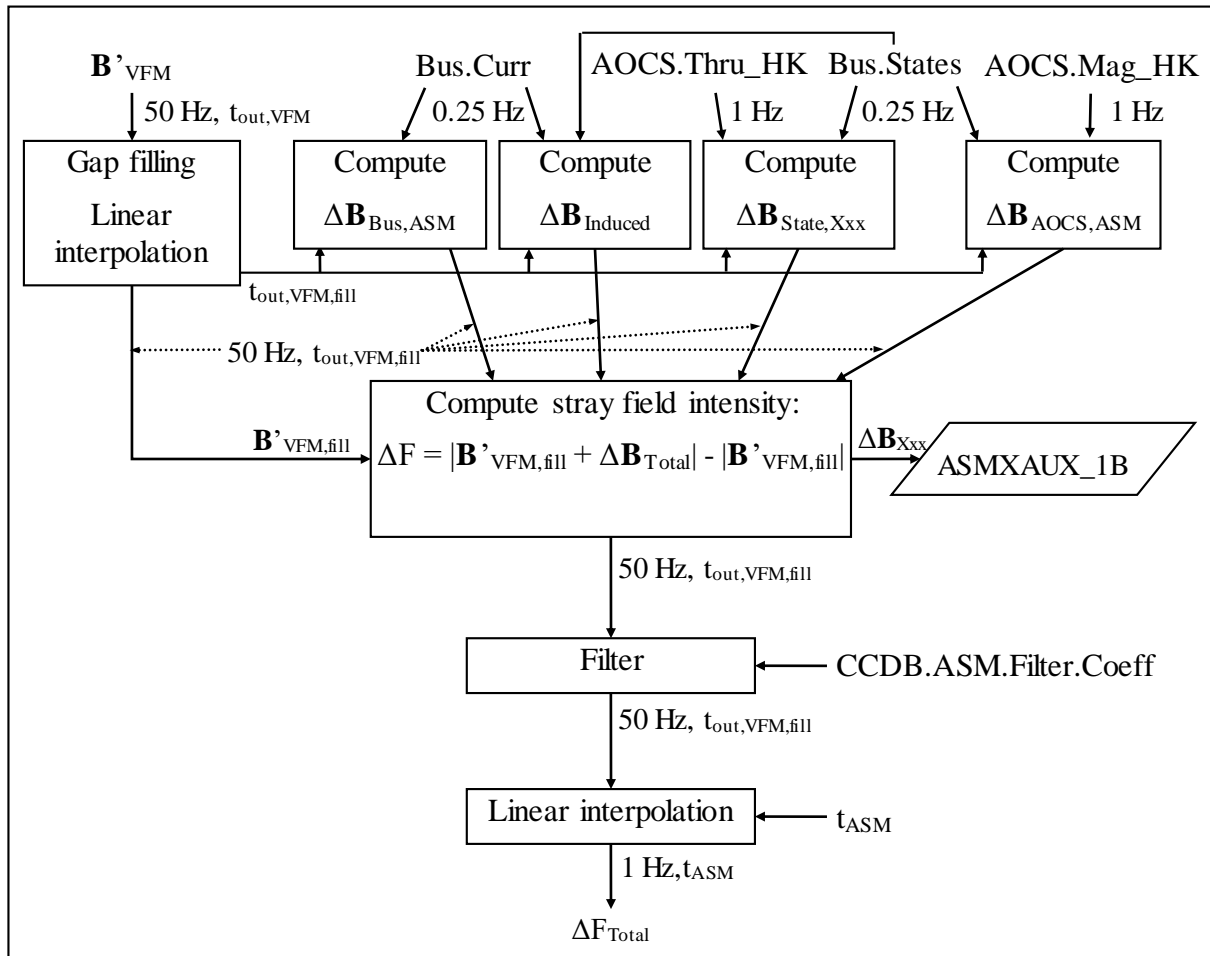 B’VFM
Bus.Curr
AOCS.Thru_HK
Bus.States
AOCS.Mag_HK
50 Hz, tout,VFM
0.25 Hz
1 Hz
0.25 Hz
1 Hz
Gap filling
Linear
interpolation
Compute
ΔBBus,ASM
Compute
ΔBInduced
Compute
ΔBState,Xxx
Compute
ΔBAOCS,ASM
tout,VFM,fill
50 Hz, tout,VFM,fill
Compute stray field intensity:
ΔF = |B’VFM,fill + ΔBTotal| - |B’VFM,fill|
B’VFM,fill
ΔBXxx
ASMXAUX_1B
50 Hz, tout,VFM,fill
Filter
CCDB.ASM.Filter.Coeff
50 Hz, tout,VFM,fill
Linear interpolation
tASM
1 Hz,tASM
ΔFTotal